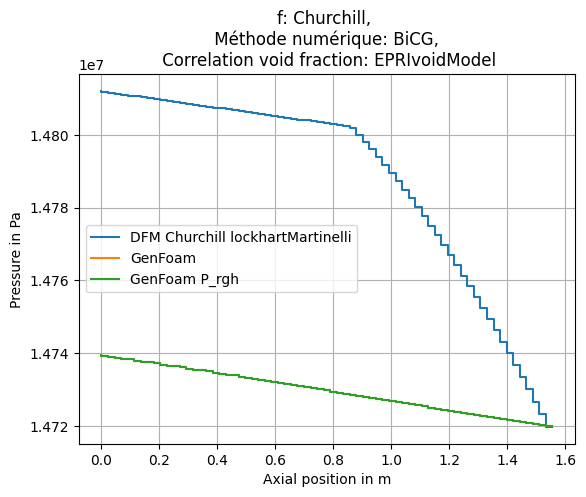 f: Churchill,
Méthode numérique: BiCG,
Correlation void fraction: EPRIvoidModel
1e7
1.480
1.478
1.476
1.474
1.472
Pressure in Pa
DFM Churchill lockhartMartinelli
GenFoam
GenFoam P_rgh
0.0 0.2 0.4 0.6 0.8 1.0 1.2 1.4 1.6
Axial position in m